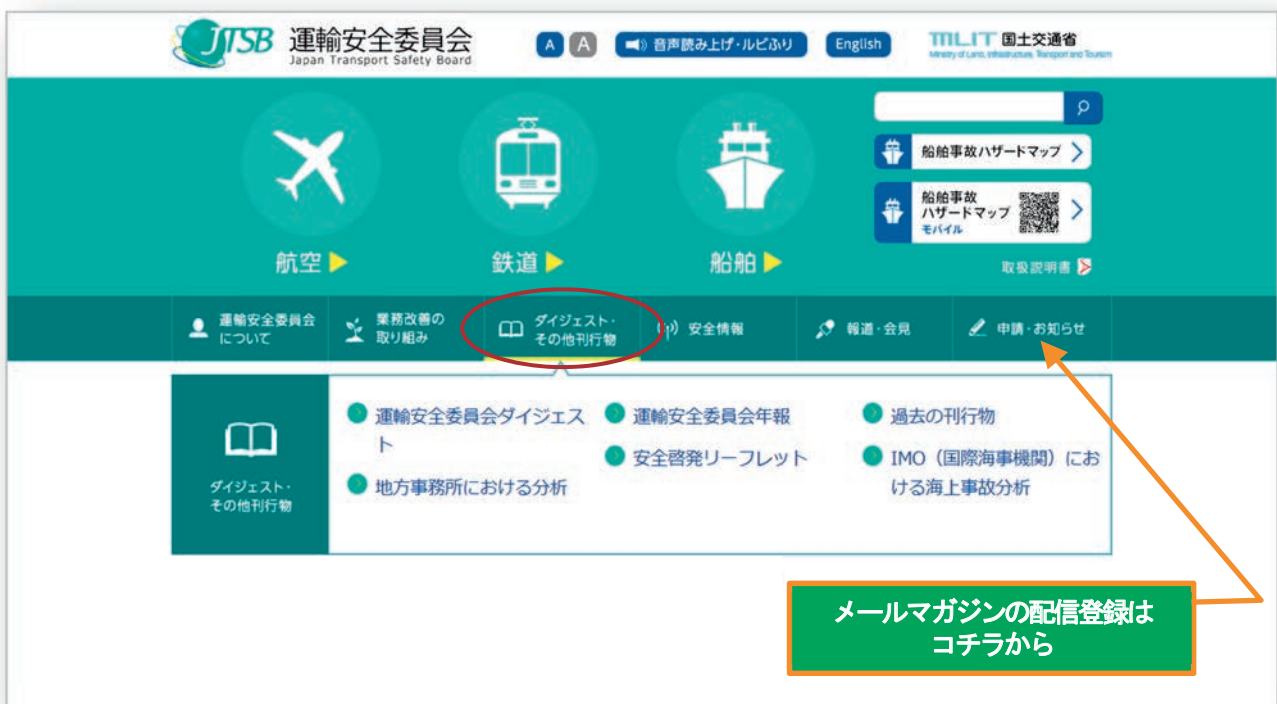 JTSB 運輸安全委員会
Japan Transport Safety Board
A A 音声読み上げ・ルビふり English
MLIT 国土交通省
Ministry of Land, Infrastructure, Transport and Tourism
船舶事故ハザードマップ
船舶事故
ハザードマップ
モバイル
取扱説明書
航空
鉄道
船舶
運輸安全委員会
について
業務改善の
取り組み
ダイジェスト・
その他刊行物
安全情報
報道・会見
申請・お知らせ
ダイジェスト・
その他刊行物
運輸安全委員会ダイジェス
ト
地方事務所における分析
運輸安全委員会年報
安全啓発リーフレット
過去の刊行物
IMO（国際海事機関）にお
ける海上事故分析
メールマガジンの配信登録は
コチラから